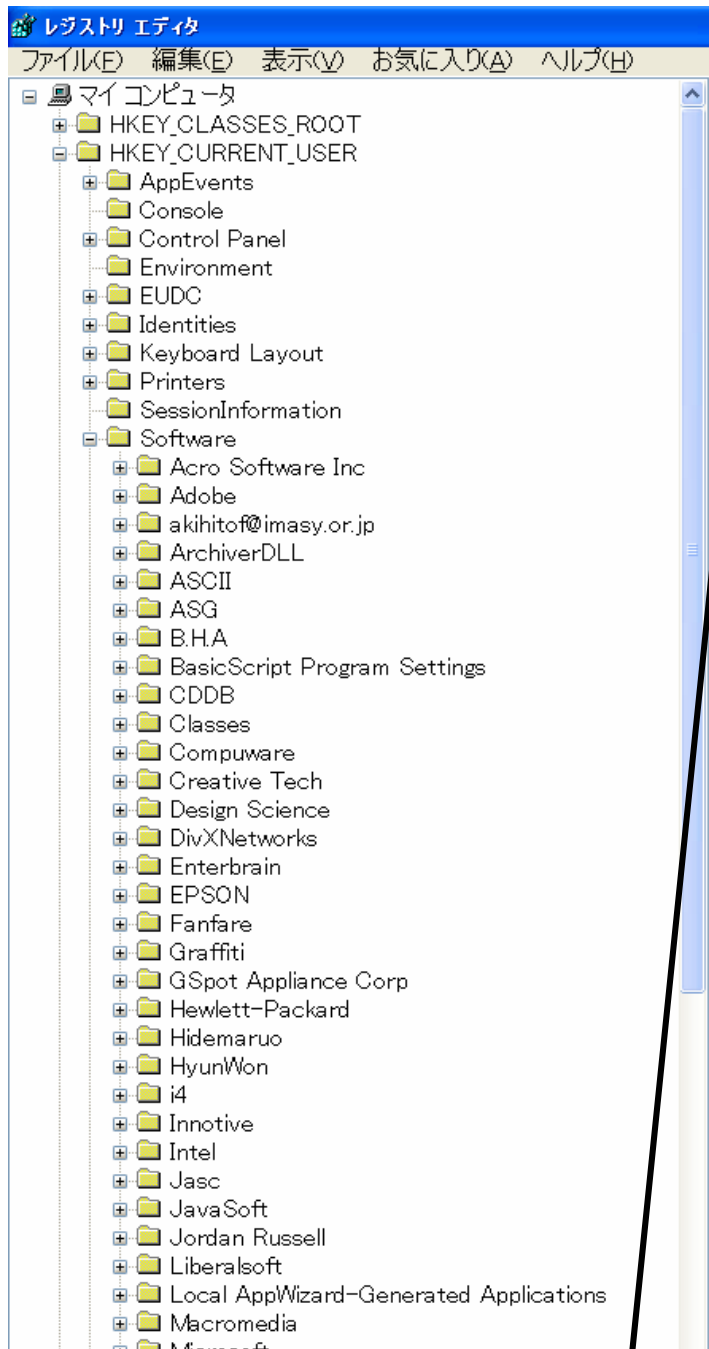 レジストリ エディタ
ファイル(F) 編集(E) 表示(V) お気に入り(A) ヘルプ(H)
マイ コンピュータ
HKEY_CLASSES_ROOT
HKEY_CURRENT_USER
AppEvents
Console
Control Panel
Environment
EUDC
Identities
Keyboard Layout
Printers
SessionInformation
Software
Acro Software Inc
Adobe
akihitof@imasy.or.jp
ArchiverDLL
ASCII
ASG
B.H.A
BasicScript Program Settings
CDDB
Classes
Compuware
Creative Tech
Design Science
DivXNetworks
Enterbrain
EPSON
Fanfare
Graffiti
GSpot Appliance Corp
Hewlett-Packard
Hidemaruo
HyunWon
i4
Innotive
Intel
Jasc
JavaSoft
Jordan Russell
Liberalsoft
Local AppWizard-Generated Applications
Macromedia
Microsoft